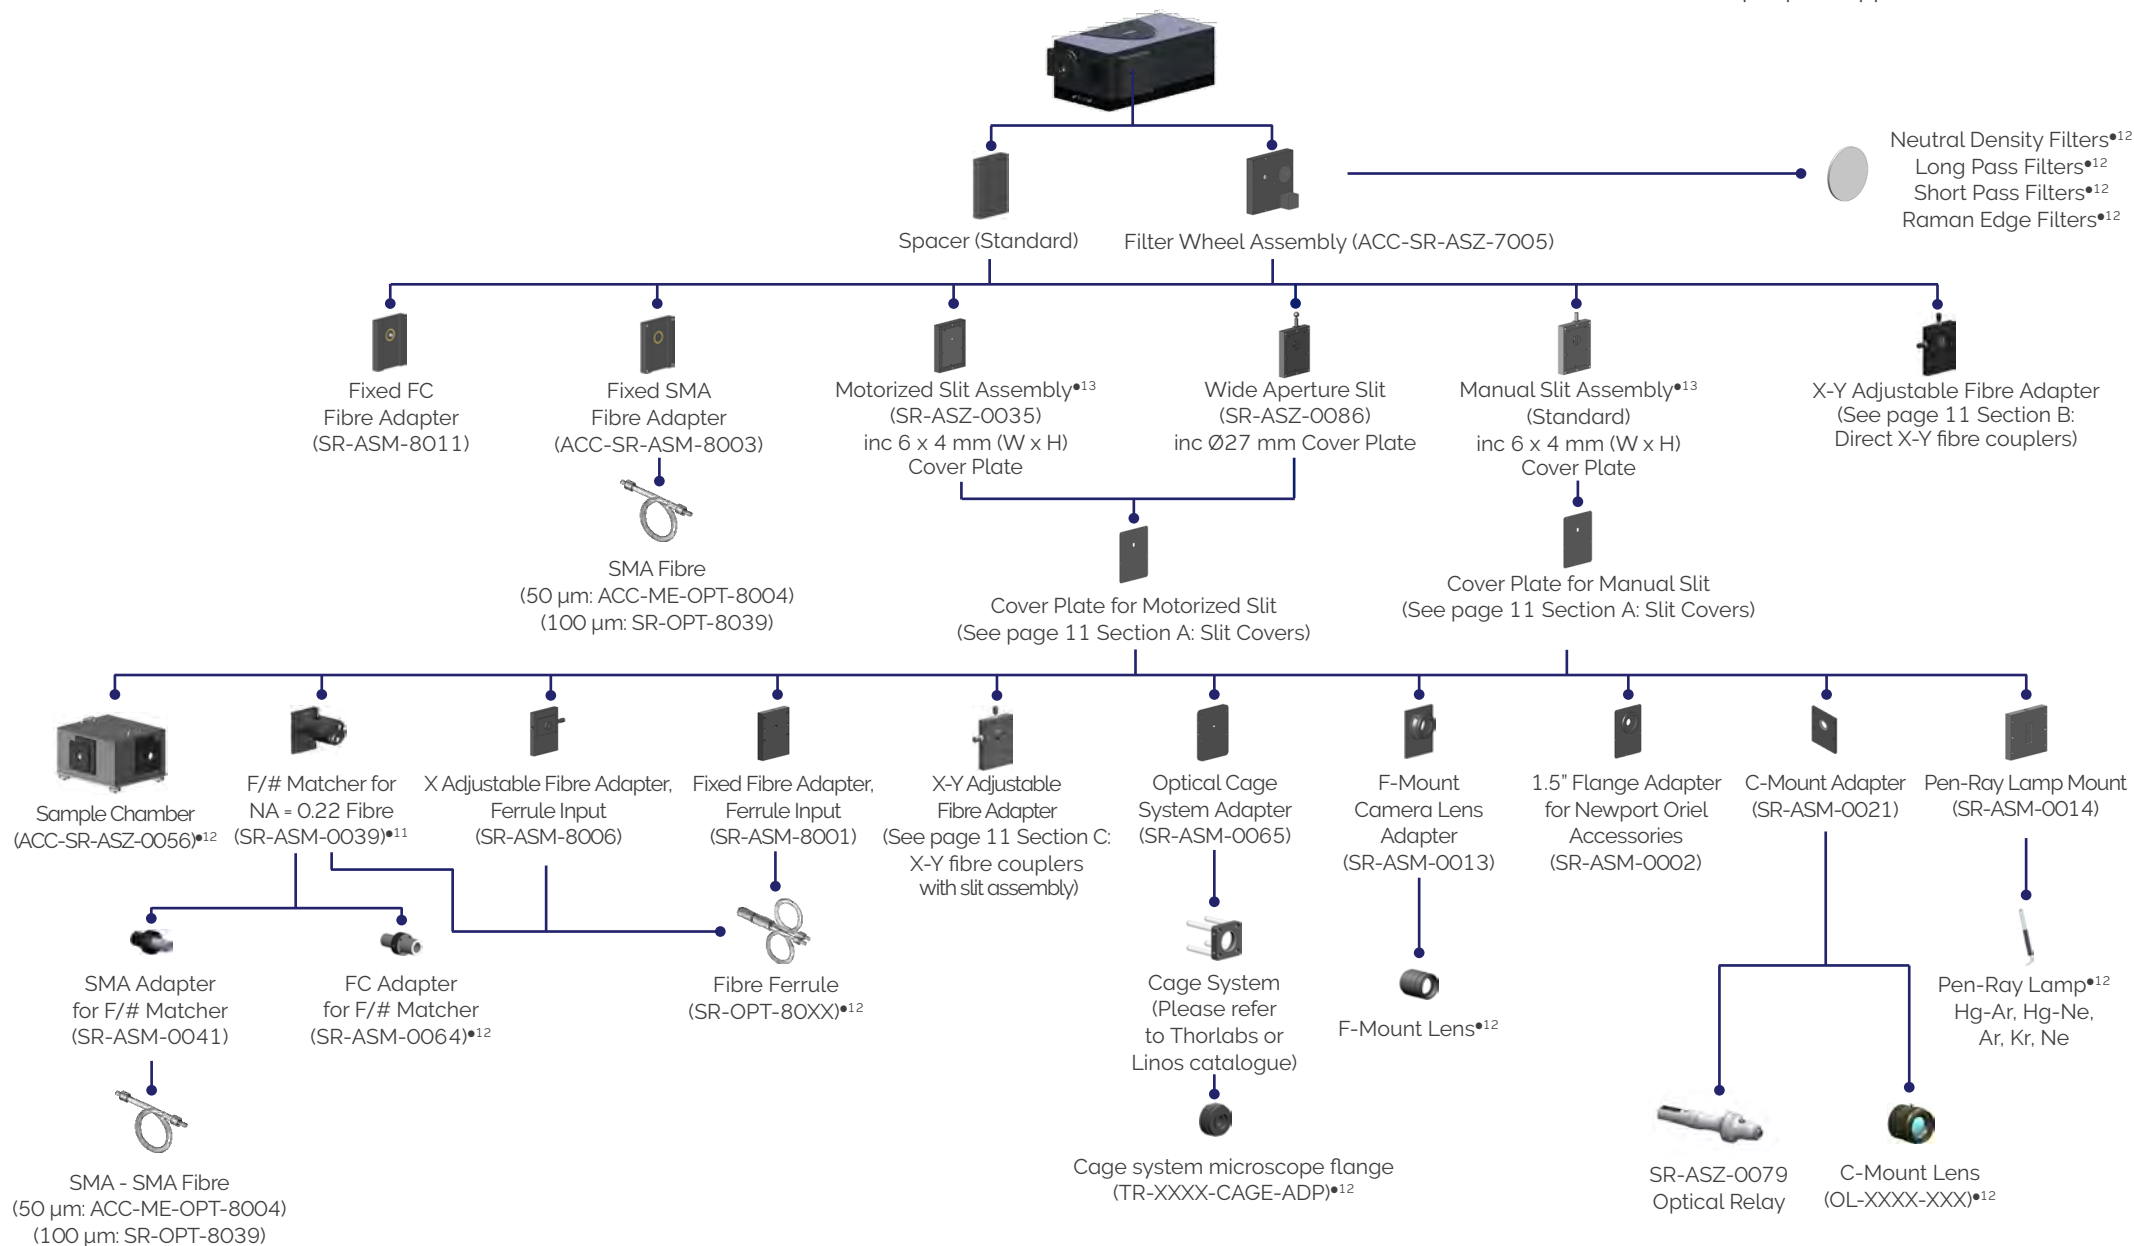 Neutral Density Filters●12
Long Pass Filters●12
Short Pass Filters●12
Raman Edge Filters●12
Spacer (Standard)
Filter Wheel Assembly (ACC-SR-ASZ-7005)
Fixed FC
Fibre Adapter
(SR-ASM-8011)
Fixed SMA
Fibre Adapter
(ACC-SR-ASM-8003)
Motorized Slit Assembly●13
(SR-ASZ-0035)
inc 6 x 4 mm (W x H)
Cover Plate
Wide Aperture Slit
(SR-ASZ-0086)
inc Ø27 mm Cover Plate
Manual Slit Assembly●13
(Standard)
inc 6 x 4 mm (W x H)
Cover Plate
X-Y Adjustable Fibre Adapter
(See page 11 Section B:
Direct X-Y fibre couplers)
SMA Fibre
(50 µm: ACC-ME-OPT-8004)
(100 µm: SR-OPT-8039)
Cover Plate for Motorized Slit
(See page 11 Section A: Slit Covers)
Cover Plate for Manual Slit
(See page 11 Section A: Slit Covers)
Sample Chamber
(ACC-SR-ASZ-0056)●12
F/# Matcher for
NA = 0.22 Fibre
(SR-ASM-0039)●11
X Adjustable Fibre Adapter,
Ferrule Input
(SR-ASM-8006)
Fixed Fibre Adapter,
Ferrule Input
(SR-ASM-8001)
X-Y Adjustable
Fibre Adapter
(See page 11 Section C:
X-Y fibre couplers
with slit assembly)
Optical Cage
System Adapter
(SR-ASM-0065)
F-Mount
Camera Lens
Adapter
(SR-ASM-0013)
1.5" Flange Adapter
for Newport Oriel
Accessories
(SR-ASM-0002)
C-Mount Adapter
(SR-ASM-0021)
Pen-Ray Lamp Mount
(SR-ASM-0014)
SMA Adapter
for F/# Matcher
(SR-ASM-0041)
FC Adapter
for F/# Matcher
(SR-ASM-0064)●12
Fibre Ferrule
(SR-OPT-80XX)●12
Cage System
(Please refer
to Thorlabs or
Linos catalogue)
F-Mount Lens●12
Pen-Ray Lamp●12
Hg-Ar, Hg-Ne,
Ar, Kr, Ne
SMA - SMA Fibre
(50 µm: ACC-ME-OPT-8004)
(100 µm: SR-OPT-8039)
Cage system microscope flange
(TR-XXXX-CAGE-ADP)●12
SR-ASZ-0079
Optical Relay
C-Mount Lens
(OL-XXXX-XXX)●12